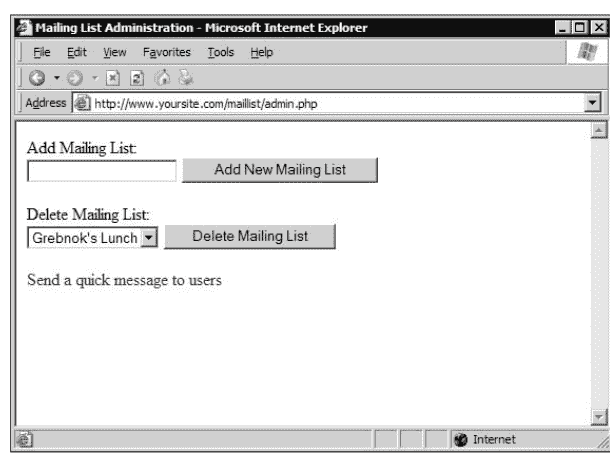 Mailing List Administration - Microsoft Internet Explorer
File Edit View Favorites Tools Help
Address http://www.yoursite.com/maillist/admin.php
Add Mailing List:
Add New Mailing List
Delete Mailing List:
Grebnok's Lunch Delete Mailing List
Send a quick message to users
Internet